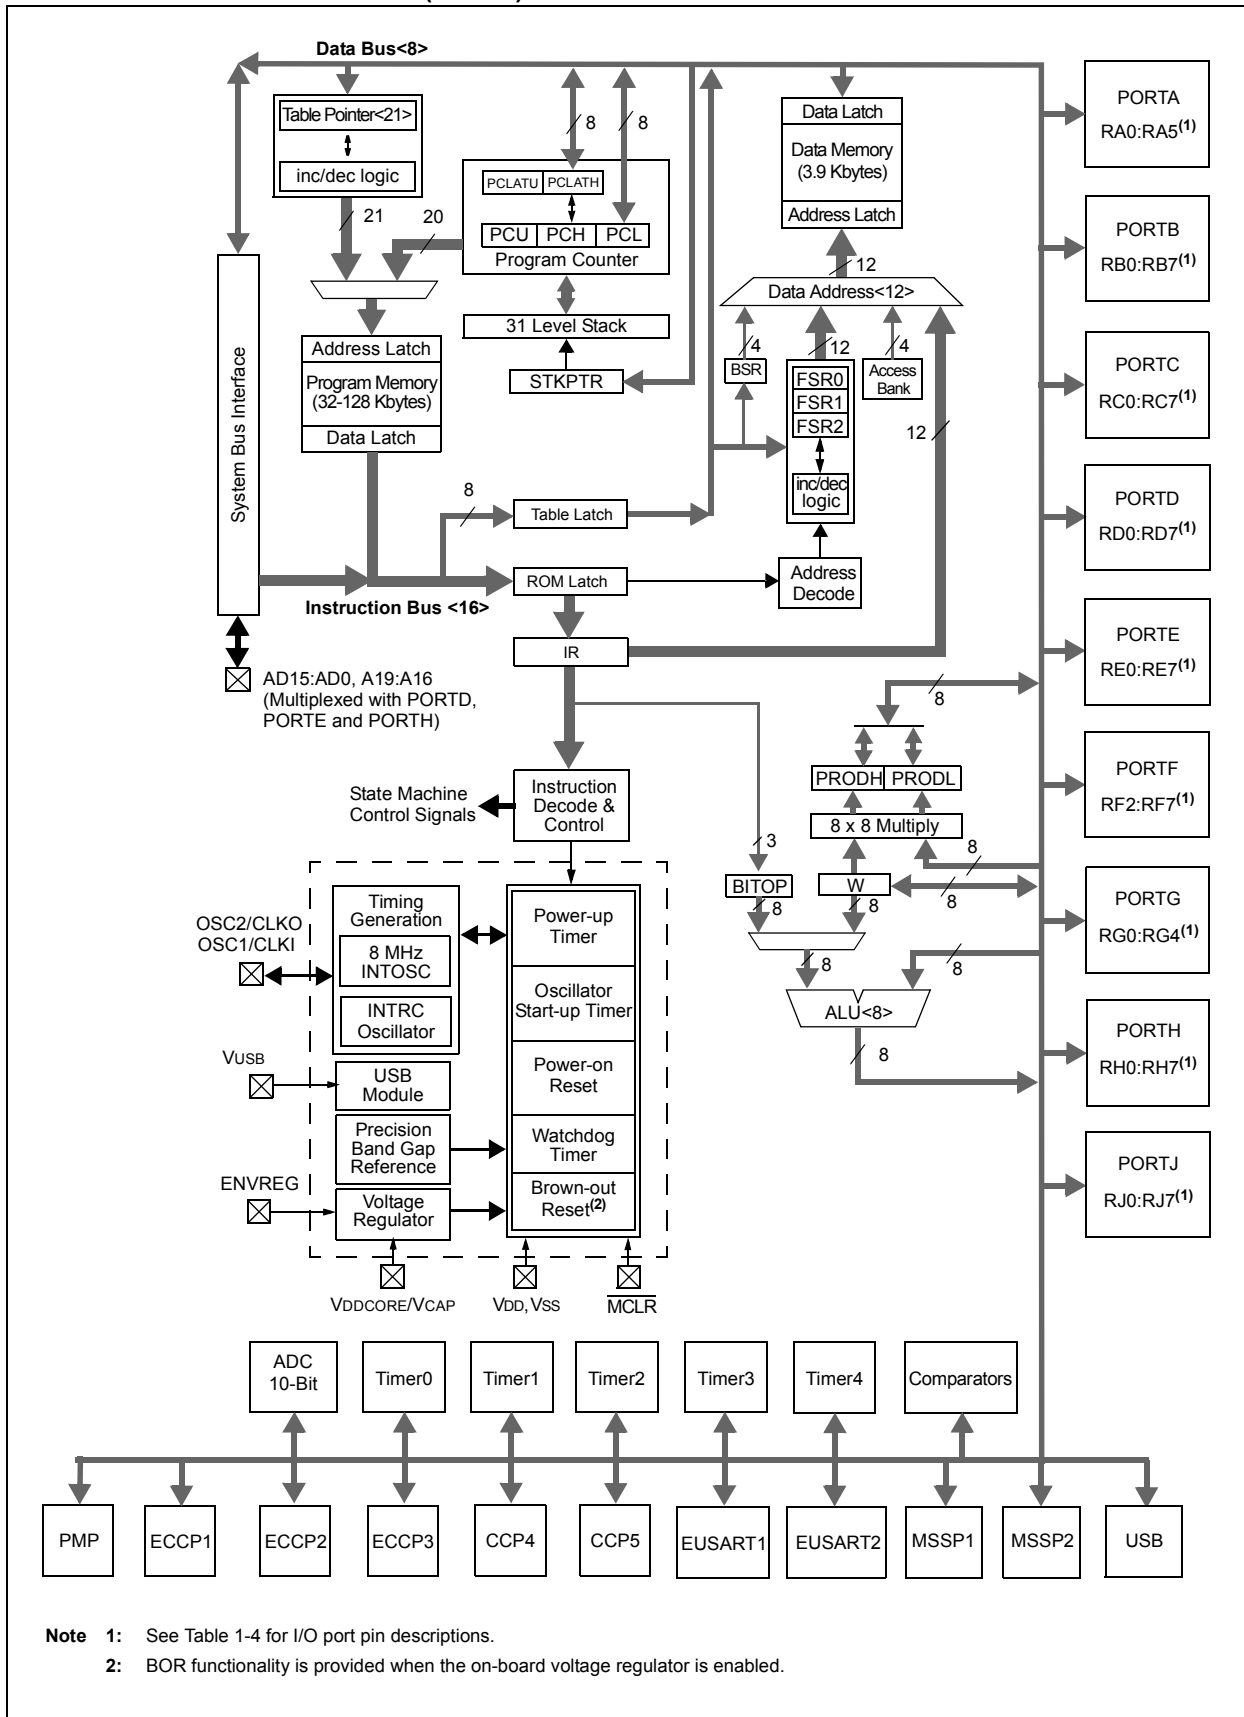 Data Bus<8>
Table Pointer<21>
inc/dec logic
21
20
8
8
PCLATU PCLATH
PCU PCH PCL
Program Counter
31 Level Stack
STKPTR
Data Latch
Data Memory
(3.9 Kbytes)
Address Latch
12
Data Address<12>
4
12
4
BSR
FSR0
FSR1
FSR2
inc/dec
logic
Access
Bank
12
Address
Decode
System Bus Interface
Address Latch
Program Memory
(32-128 Kbytes)
Data Latch
8
Table Latch
ROM Latch
Instruction Bus <16>
IR
AD15:AD0, A19:A16
(Multiplexed with PORTD,
PORTE and PORTH)
State Machine
Control Signals
Instruction
Decode &
Control
8
PRODH PRODL
8 x 8 Multiply
3
8
BITOP
W
8
8
8
8
8
ALU<8>
8
OSC2/CLKO
OSC1/CLKI
Timing
Generation
8 MHz
INTOSC
INTRC
Oscillator
VUSB
USB
Module
Precision
Band Gap
Reference
ENVREG
Voltage
Regulator
Power-up
Timer
Oscillator
Start-up Timer
Power-on
Reset
Watchdog
Timer
Brown-out
Reset(2)
VDDCORE/VCAP
VDD, VSS
MCLR
PORTA
RA0:RA5(1)
PORTB
RB0:RB7(1)
PORTC
RC0:RC7(1)
PORTD
RD0:RD7(1)
PORTE
RE0:RE7(1)
PORTF
RF2:RF7(1)
PORTG
RG0:RG4(1)
PORTH
RH0:RH7(1)
PORTJ
RJ0:RJ7(1)
ADC
10-Bit
Timer0
Timer1
Timer2
Timer3
Timer4
Comparators
PMP
ECCP1
ECCP2
ECCP3
CCP4
CCP5
EUSART1
EUSART2
MSSP1
MSSP2
USB
Note 1: See Table 1-4 for I/O port pin descriptions.
2: BOR functionality is provided when the on-board voltage regulator is enabled.